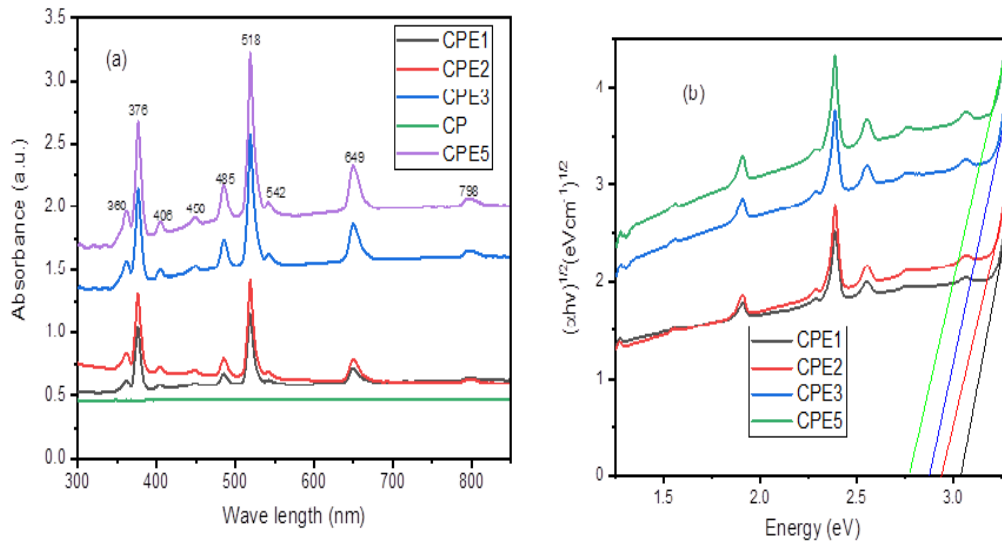 (a)
CPE1
CPE2
CPE3
CP
CPE5
518
376
360
406
450
485
542
649
798
3.5
3.0
2.5
2.0
1.5
1.0
0.5
0.0
Absorbance (a.u.)
300 400 500 600 700 800
Wave length (nm)
(b)
4
3
2
1
0
(αhν)^1/2(eVcm⁻¹)^1/2
CPE1
CPE2
CPE3
CPE5
1.5 2.0 2.5 3.0
Energy (eV)